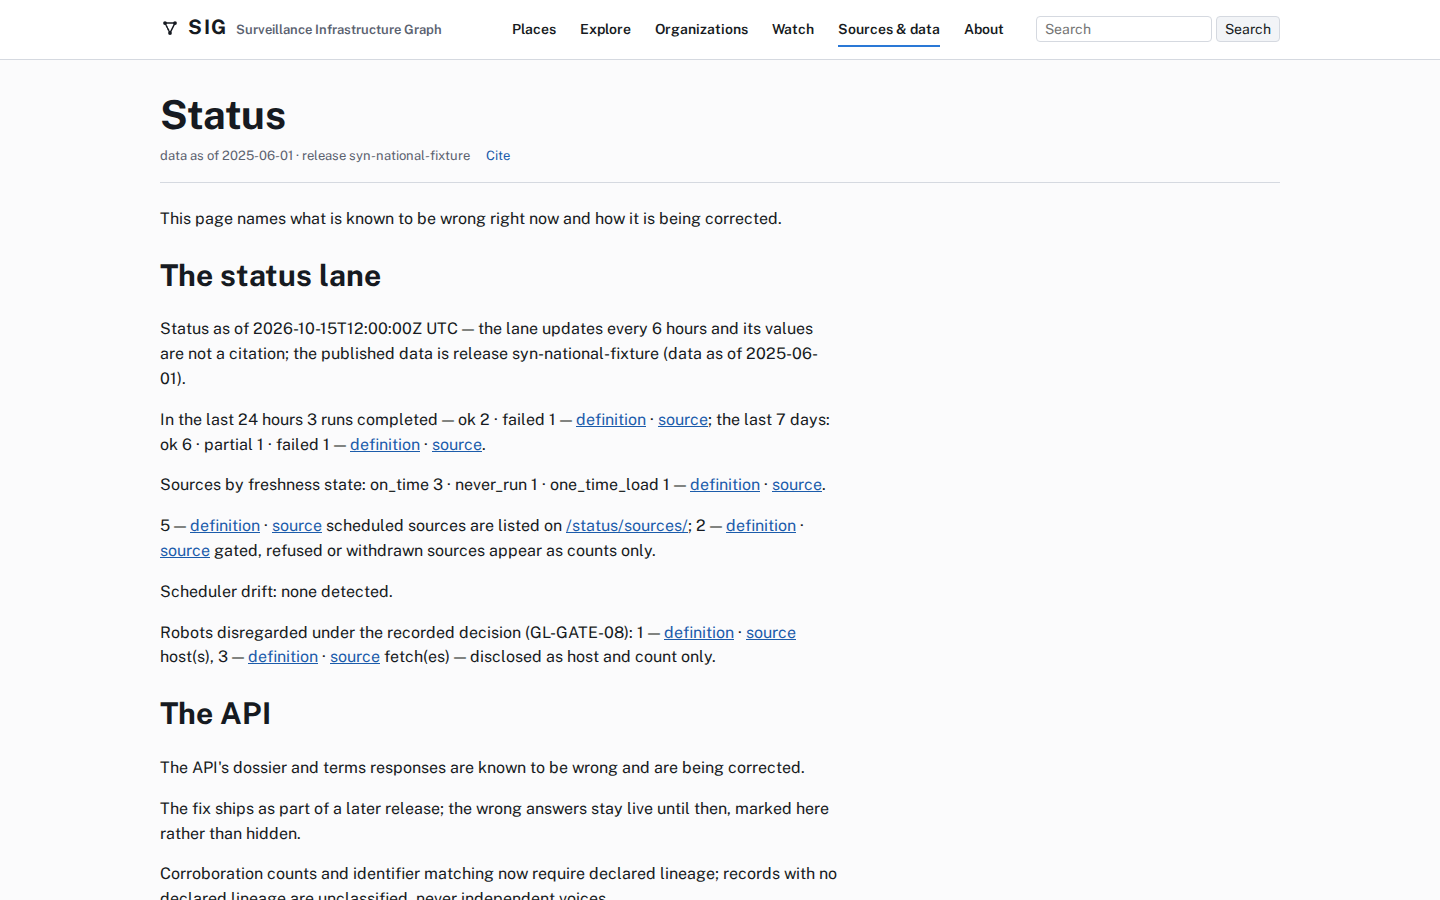 SIG Surveillance Infrastructure Graph Places Explore Organizations Watch Sources & data About Search Search
Status
data as of 2025-06-01 · release syn-national-fixture Cite
This page names what is known to be wrong right now and how it is being corrected.
The status lane
Status as of 2026-10-15T12:00:00Z UTC — the lane updates every 6 hours and its values
are not a citation; the published data is release syn-national-fixture (data as of 2025-06-
01).
In the last 24 hours 3 runs completed — ok 2 · failed 1 — definition · source; the last 7 days:
ok 6 · partial 1 · failed 1 — definition · source.
Sources by freshness state: on_time 3 · never_run 1 · one_time_load 1 — definition · source.
5 — definition · source scheduled sources are listed on /status/sources/; 2 — definition ·
source gated, refused or withdrawn sources appear as counts only.
Scheduler drift: none detected.
Robots disregarded under the recorded decision (GL-GATE-08): 1 — definition · source
host(s), 3 — definition · source fetch(es) — disclosed as host and count only.
The API
The API's dossier and terms responses are known to be wrong and are being corrected.
The fix ships as part of a later release; the wrong answers stay live until then, marked here
rather than hidden.
Corroboration counts and identifier matching now require declared lineage; records with no
declared lineage are unclassified, never independent voices.